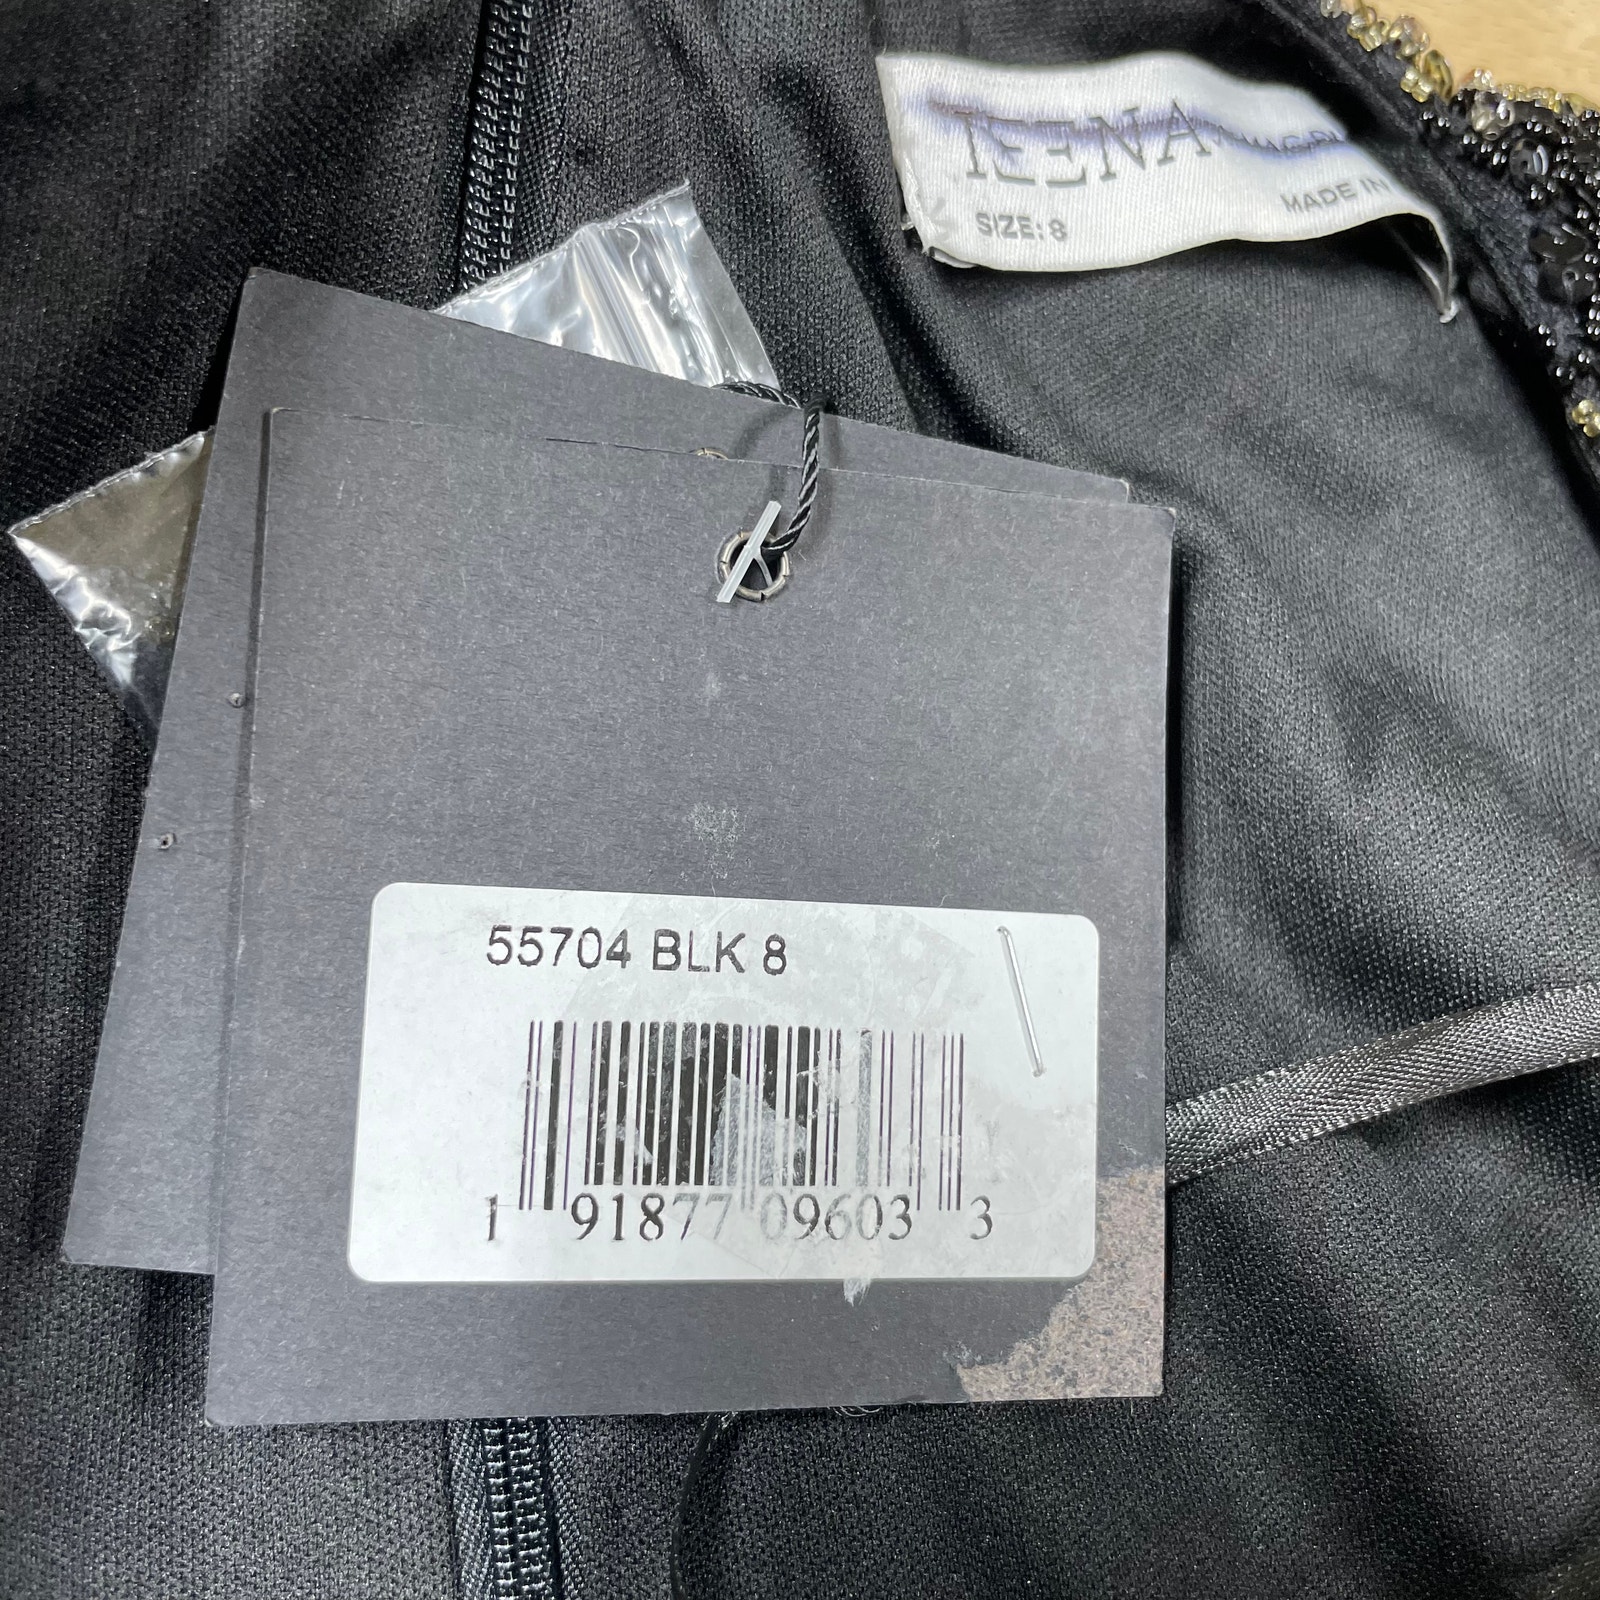 TEENA
SIZE: 8
MADE IN
55704 BLK 8
1 91877 09603 3